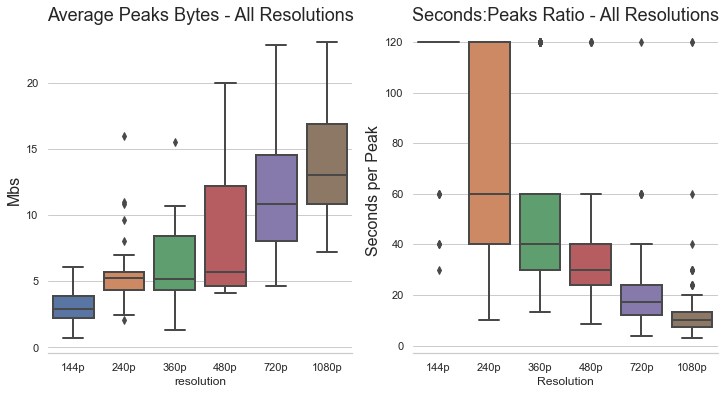 Average Peaks Bytes - All Resolutions
Mbs
20
15
10
5
0
144p 240p 360p 480p 720p 1080p
resolution
Seconds:Peaks Ratio - All Resolutions
Seconds per Peak
120
100
80
60
40
20
0
144p 240p 360p 480p 720p 1080p
Resolution